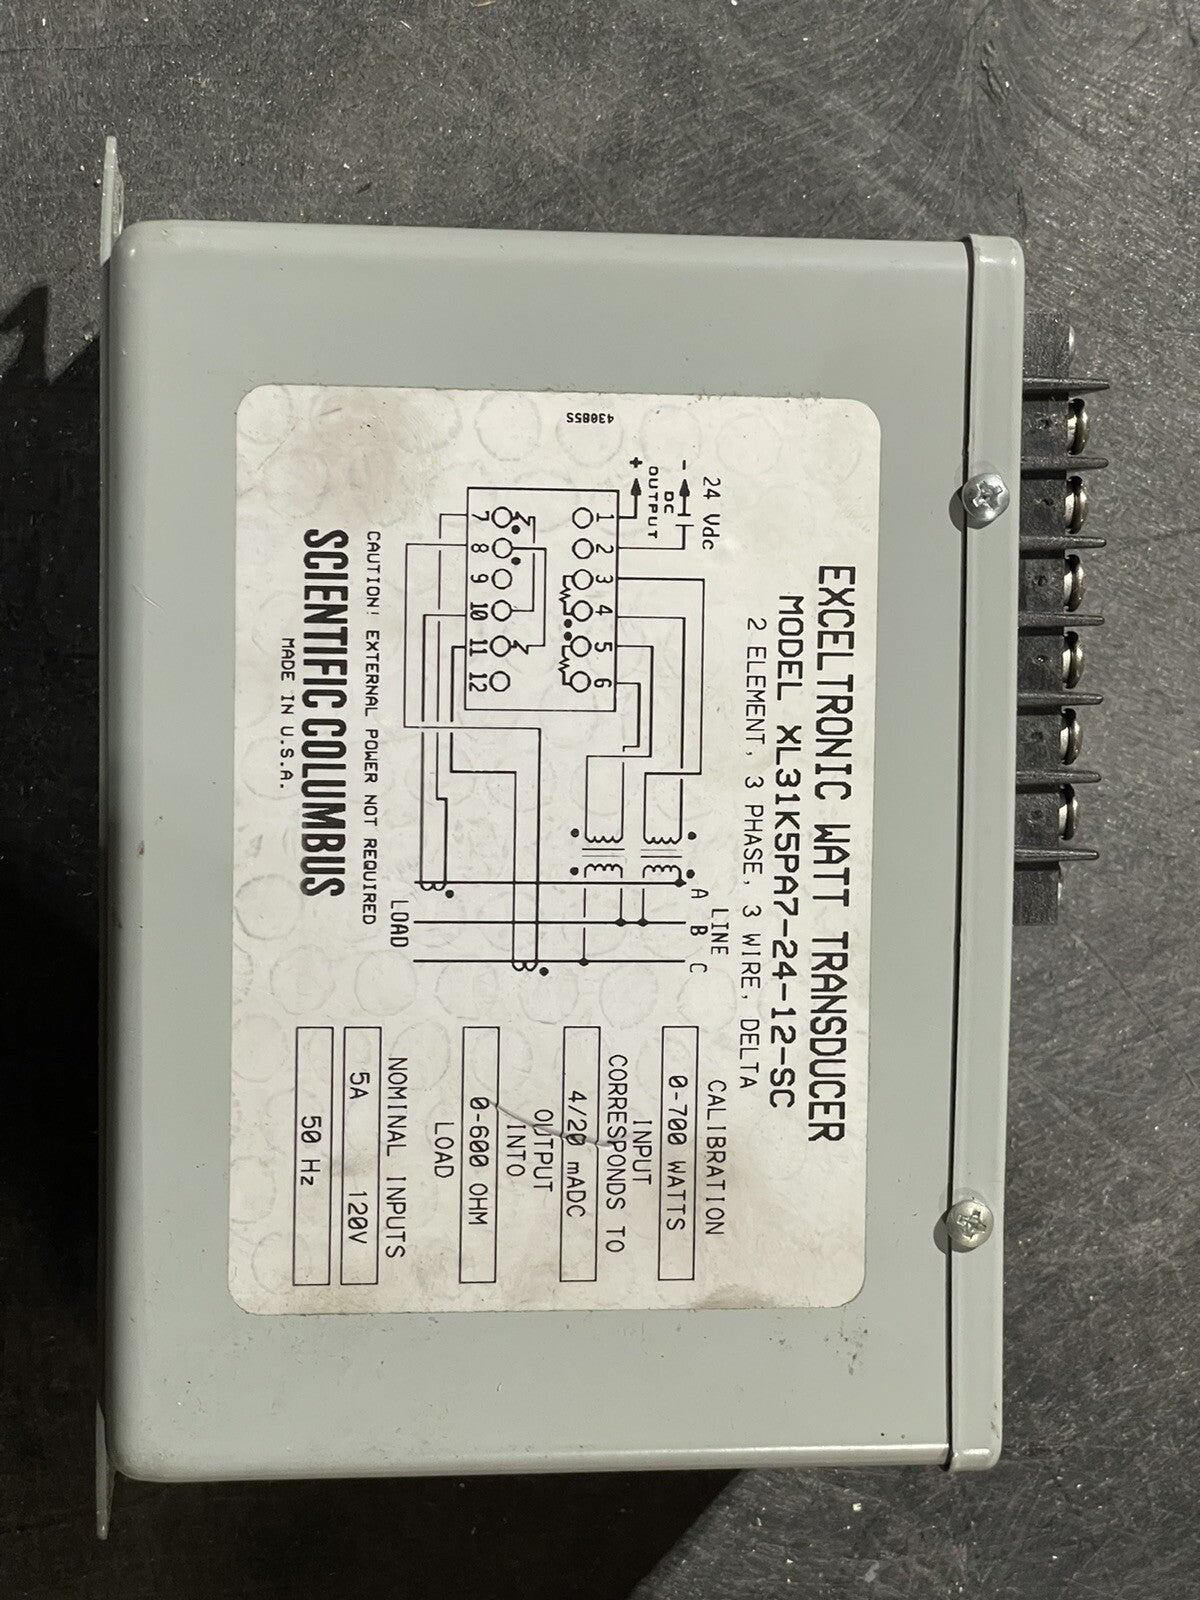 EXCELTRONIC WATT TRANSDUCER
MODEL XL31K5PA7-24-12-SC
2 ELEMENT, 3 PHASE, 3 WIRE, DELTA
430855
24 Vdc
-
+
DC
OUTPUT
1 2 3 4 5 6
7 8 9 10 11 12
LINE
A B C
LOAD
CAUTION! EXTERNAL POWER NOT REQUIRED
SCIENTIFIC COLUMBUS
MADE IN U.S.A.
CALIBRATION
0-700 WATTS
INPUT
CORRESPONDS TO
4/20 mADC
OUTPUT
INTO
0-600 OHM
LOAD
NOMINAL INPUTS
5A 120V
50 Hz